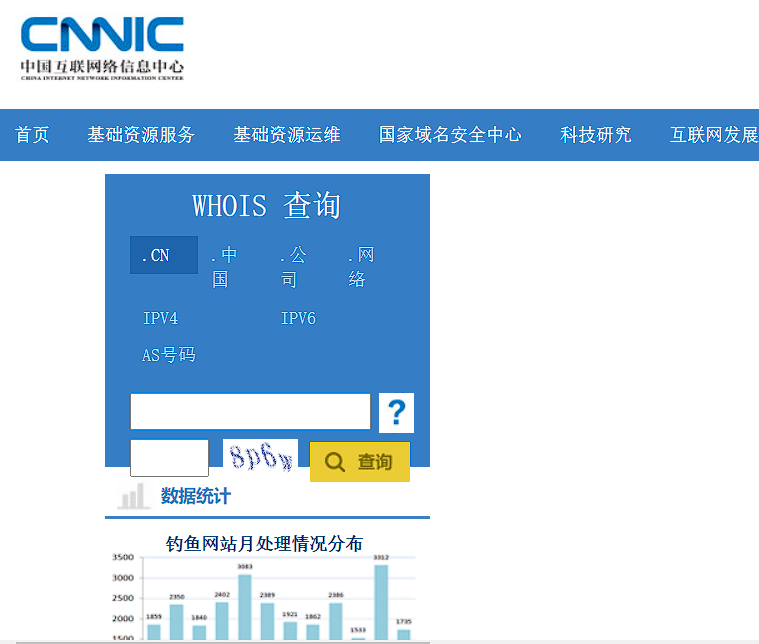 CNNIC
中国互联网络信息中心
CHINA INTERNET NETWORK INFORMATION CENTER
首页 基础资源服务 基础资源运维 国家域名安全中心 科技研究 互联网发展
WHOIS 查询
.CN .中国 .公司 .网络
IPV4 IPV6
AS号码
?
8p6w 查询
数据统计
钓鱼网站月处理情况分布
3500
3000
2500
2000
1500
1859 2350 1840 2402 3083 2389 1921 1862 2386 1533 3312 1735